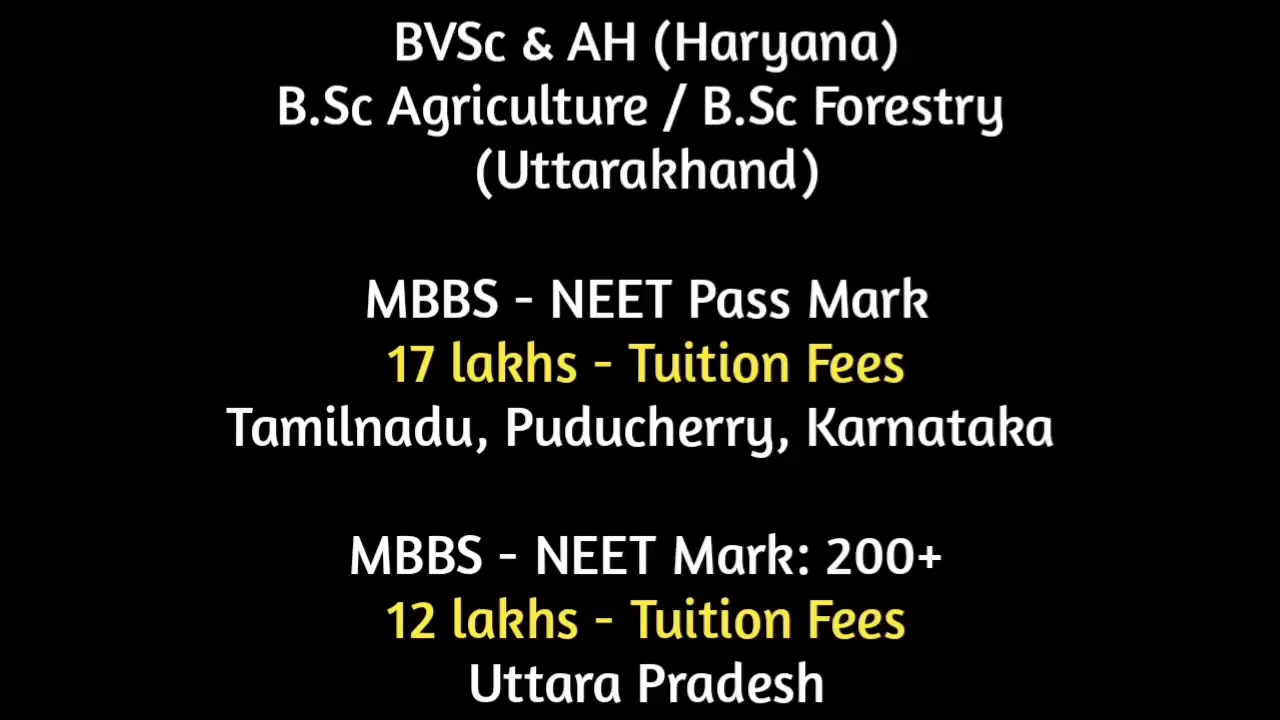 BVSc & AH (Haryana)
B.Sc Agriculture / B.Sc Forestry
(Uttarakhand)
MBBS - NEET Pass Mark
17 lakhs - Tuition Fees
Tamilnadu, Puducherry, Karnataka
MBBS - NEET Mark: 200+
12 lakhs - Tuition Fees
Uttara Pradesh